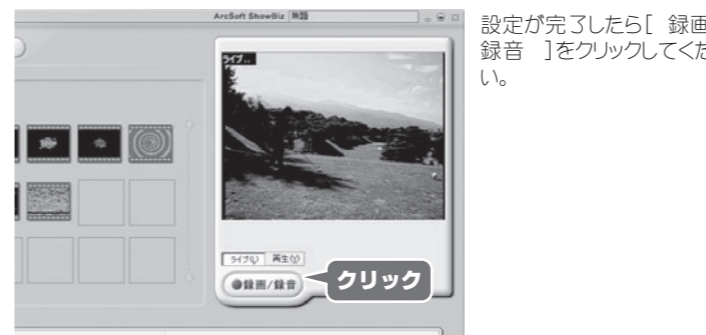 ArcSoft ShowBiz 無題
ライブ..
ライブ(L) 再生(V)
●録画/録音
クリック
設定が完了したら[ 録画
録音 ]をクリックしてくだ
い。